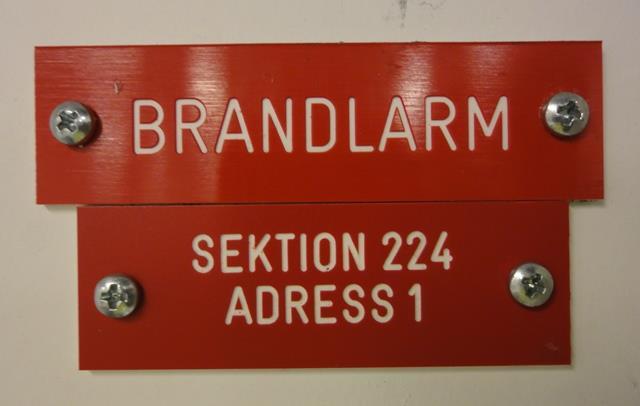 BRANDLARM
SEKTION 224
ADRESS 1